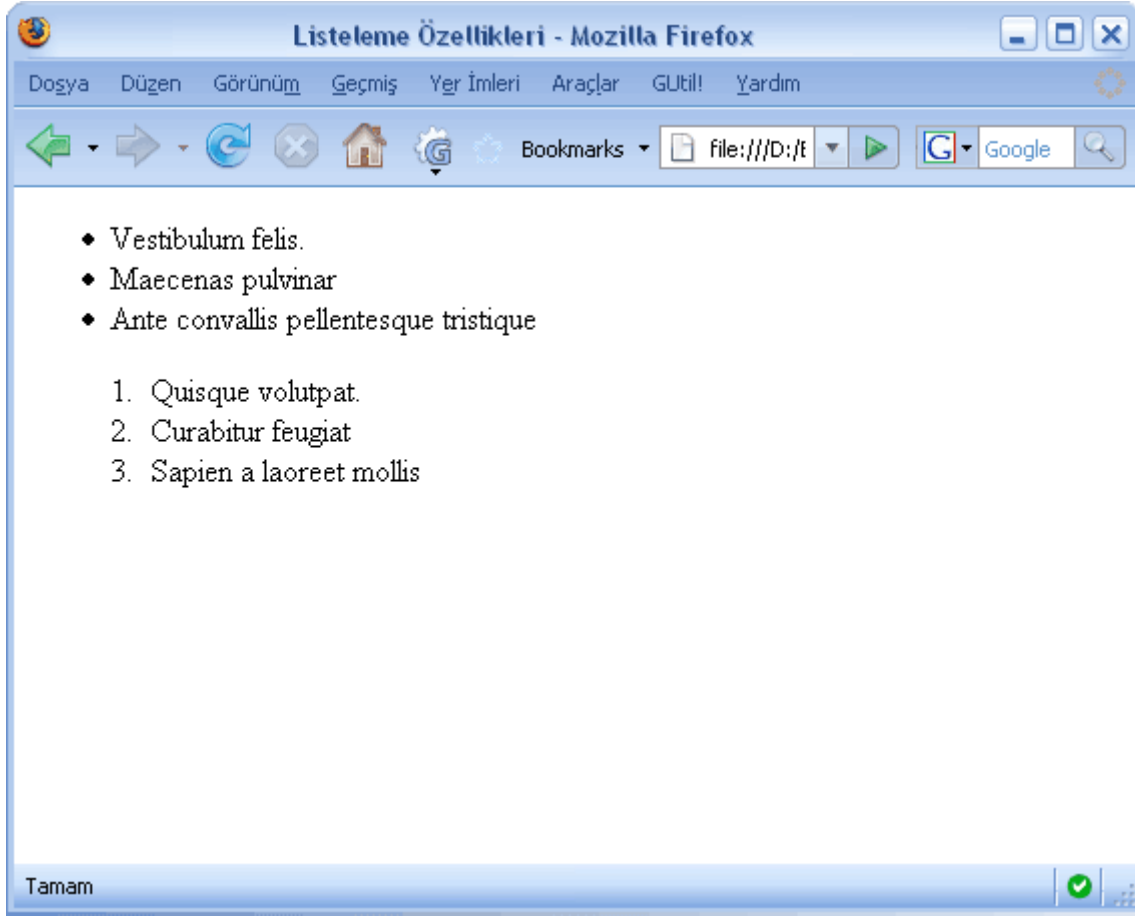 Listeleme Özellikleri - Mozilla Firefox
Dosya Düzen Görünüm Geçmiş Yer İmleri Araçlar GUtil! Yardım
G Bookmarks file:///D:/E G Google
• Vestibulum felis.
• Maecenas pulvinar
• Ante convallis pellentesque tristique
1. Quisque volutpat.
2. Curabitur feugiat
3. Sapien a laoreet mollis
Tamam